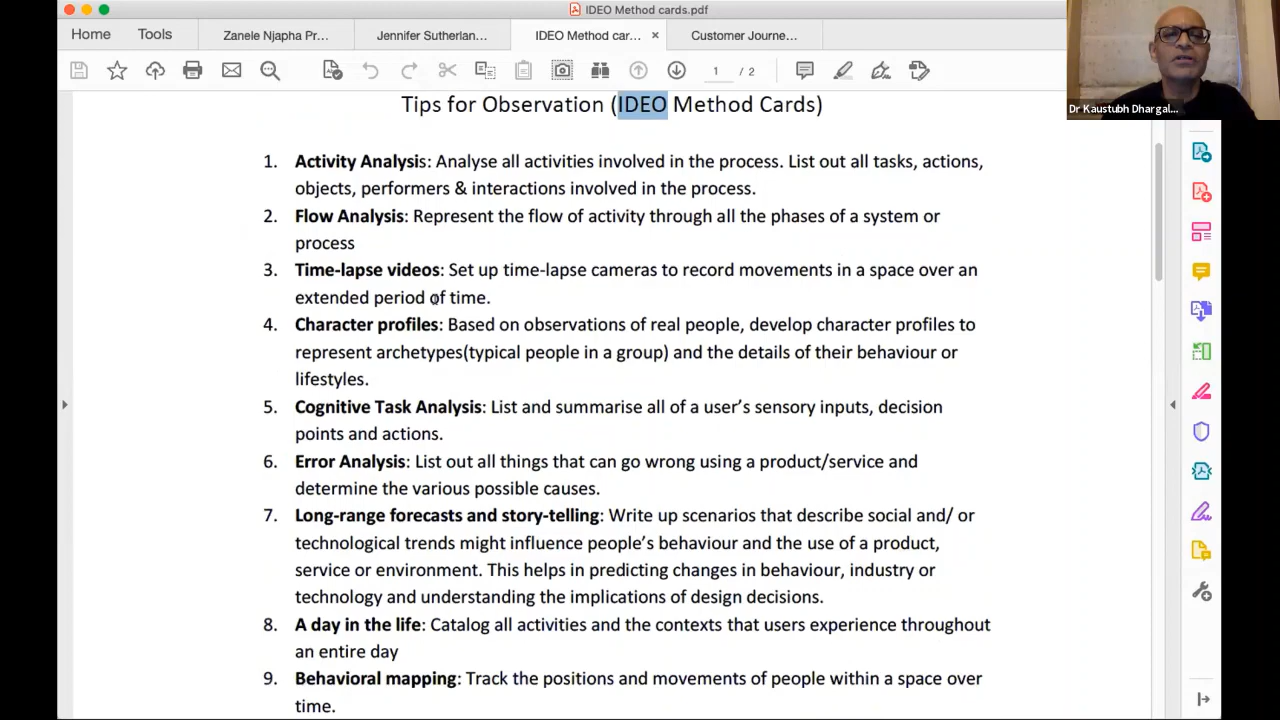 IDEO Method cards.pdf
Home
Tools
Zanele Njapha Pr...
Jennifer Sutherlan...
IDEO Method car...
Customer Journe...
1 / 2
Dr Kaustubh Dhargal...
Tips for Observation (IDEO Method Cards)
1. Activity Analysis: Analyse all activities involved in the process. List out all tasks, actions,
objects, performers & interactions involved in the process.
2. Flow Analysis: Represent the flow of activity through all the phases of a system or
process
3. Time-lapse videos: Set up time-lapse cameras to record movements in a space over an
extended period of time.
4. Character profiles: Based on observations of real people, develop character profiles to
represent archetypes(typical people in a group) and the details of their behaviour or
lifestyles.
5. Cognitive Task Analysis: List and summarise all of a user’s sensory inputs, decision
points and actions.
6. Error Analysis: List out all things that can go wrong using a product/service and
determine the various possible causes.
7. Long-range forecasts and story-telling: Write up scenarios that describe social and/ or
technological trends might influence people’s behaviour and the use of a product,
service or environment. This helps in predicting changes in behaviour, industry or
technology and understanding the implications of design decisions.
8. A day in the life: Catalog all activities and the contexts that users experience throughout
an entire day
9. Behavioral mapping: Track the positions and movements of people within a space over
time.